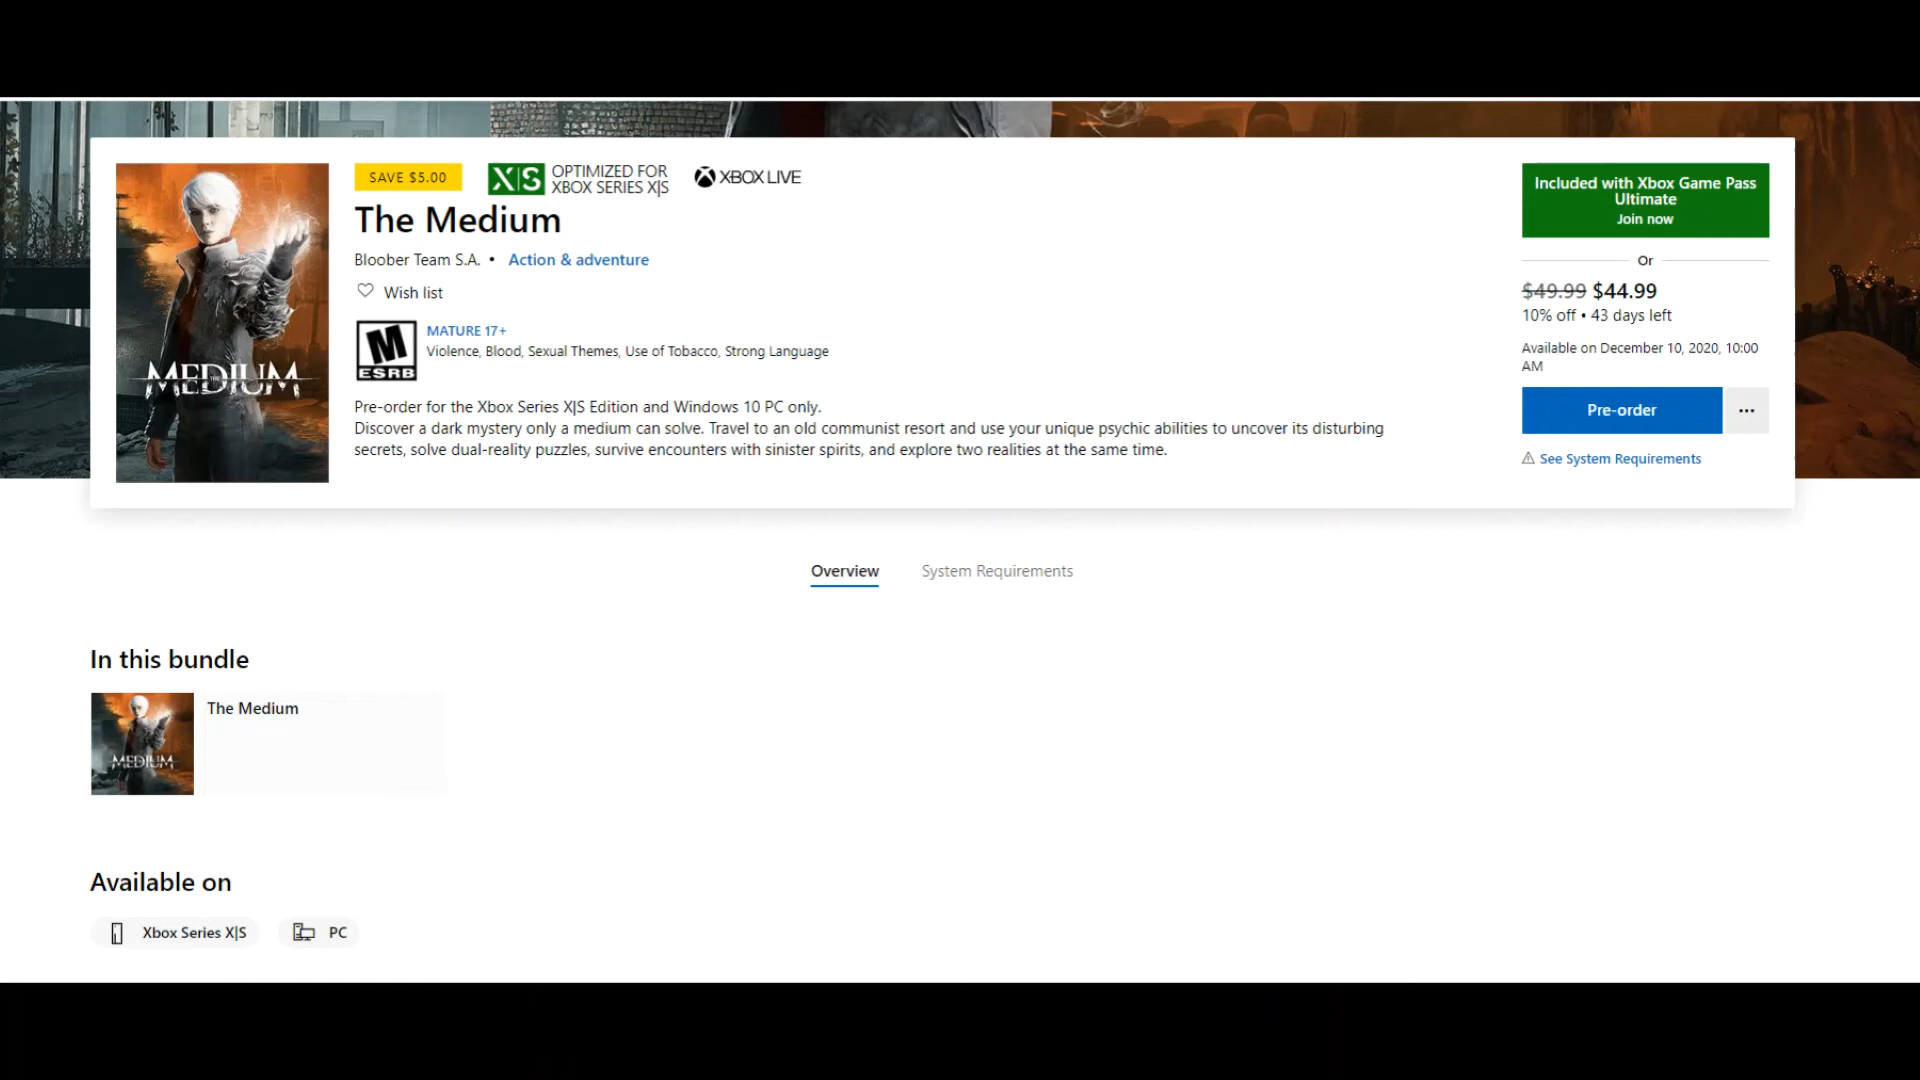 SAVE $5.00
X|S
OPTIMIZED FOR
XBOX SERIES X|S
XBOX LIVE
The Medium
Bloober Team S.A. • Action & adventure
Wish list
M
ESRB
MATURE 17+
Violence, Blood, Sexual Themes, Use of Tobacco, Strong Language
Pre-order for the Xbox Series X|S Edition and Windows 10 PC only.
Discover a dark mystery only a medium can solve. Travel to an old communist resort and use your unique psychic abilities to uncover its disturbing
secrets, solve dual-reality puzzles, survive encounters with sinister spirits, and explore two realities at the same time.
THE MEDIUM
Included with Xbox Game Pass
Ultimate
Join now
Or
$49.99 $44.99
10% off • 43 days left
Available on December 10, 2020, 10:00
AM
Pre-order
See System Requirements
Overview
System Requirements
In this bundle
MEDIUM
The Medium
Available on
Xbox Series X|S
PC